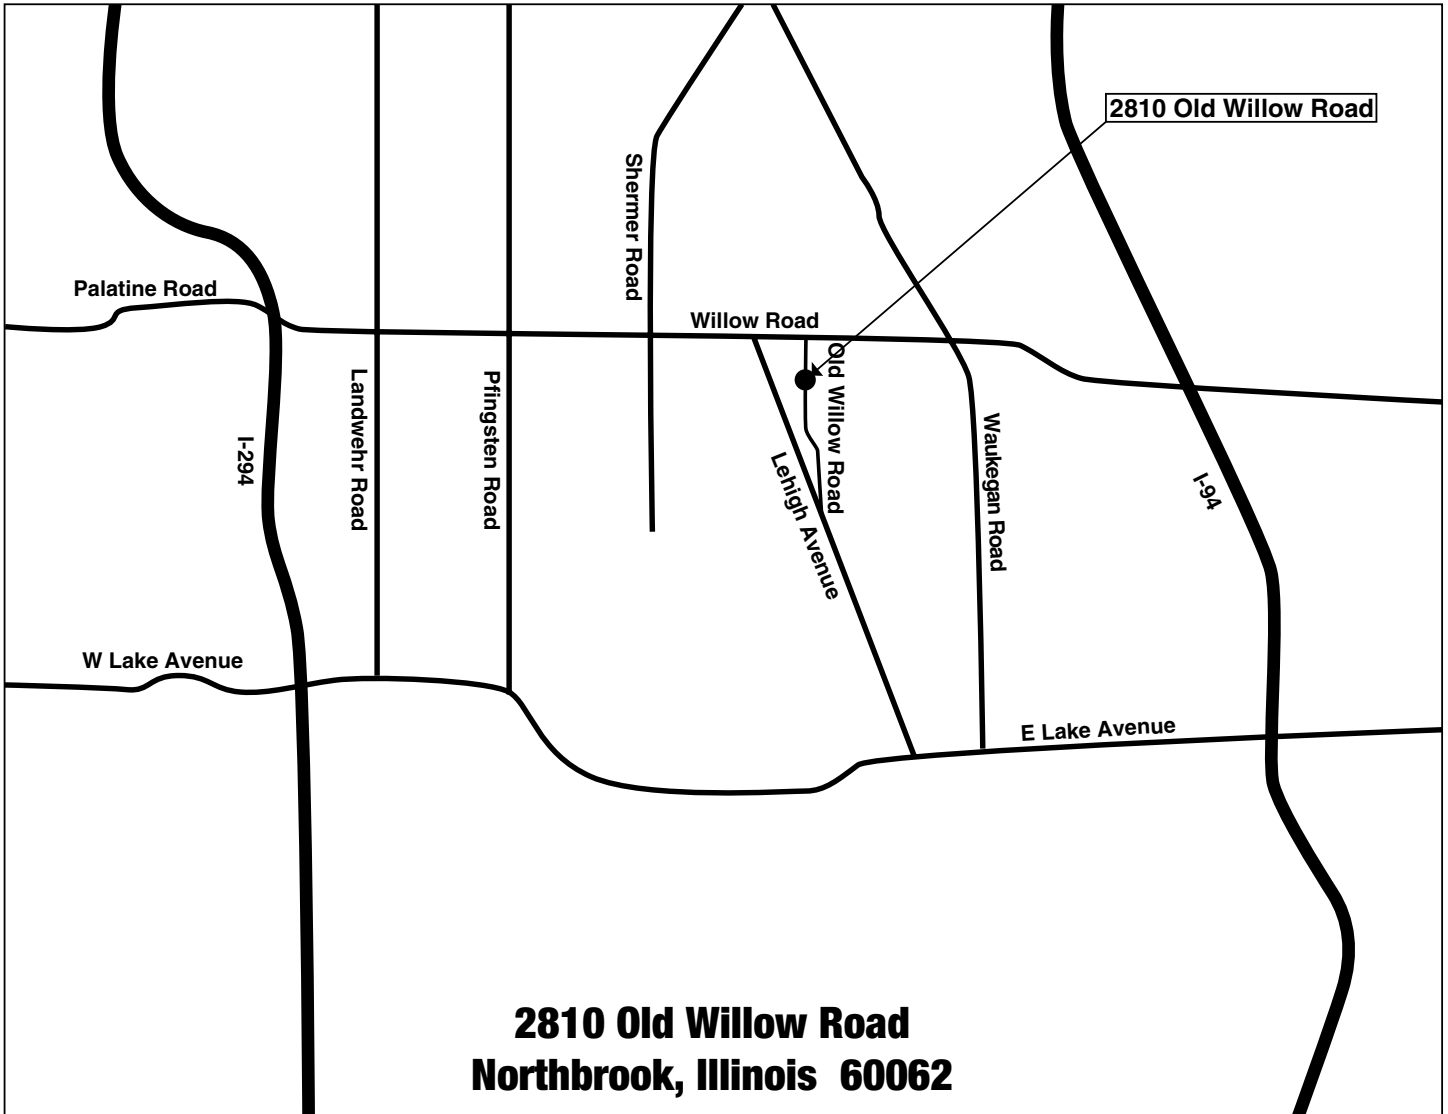 2810 Old Willow Road
Shermer Road
Palatine Road
Willow Road
Old Willow Road
Landwehr Road
Pfingsten Road
Waukegan Road
I-294
Lehigh Avenue
I-94
W Lake Avenue
E Lake Avenue
2810 Old Willow Road
Northbrook, Illinois 60062